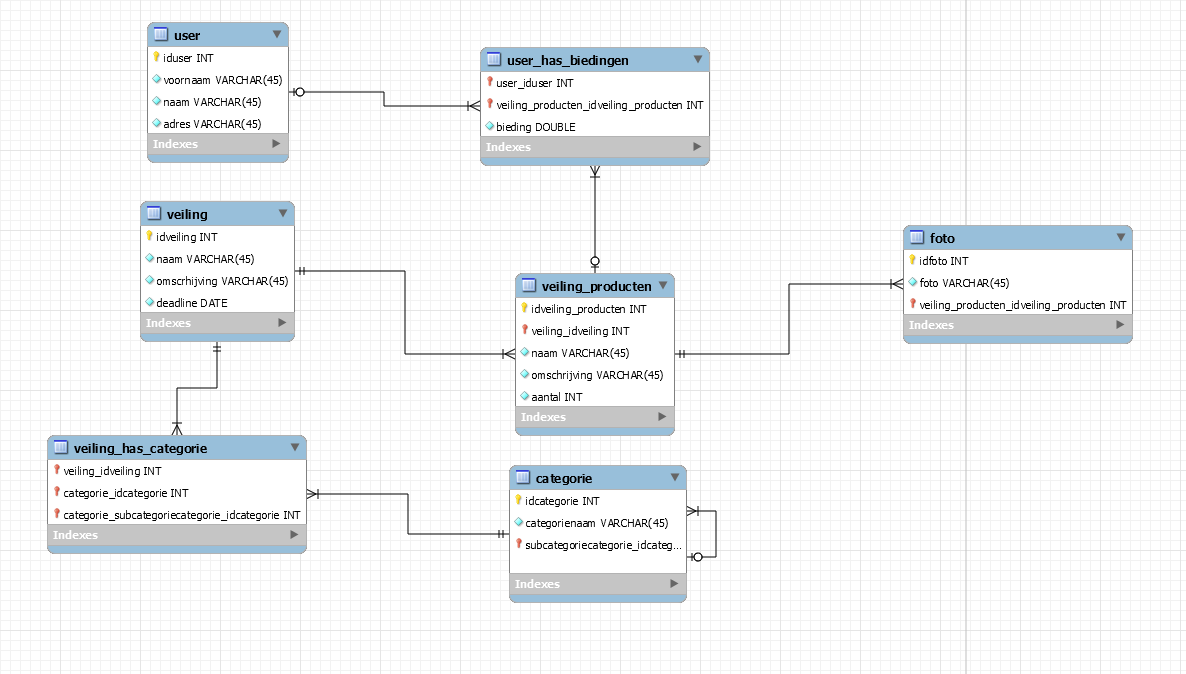 user
iduser INT
voornaam VARCHAR(45)
naam VARCHAR(45)
adres VARCHAR(45)
Indexes
user_has_biedingen
user_iduser INT
veiling_producten_idveiling_producten INT
bieding DOUBLE
Indexes
veiling
idveiling INT
naam VARCHAR(45)
omscrhijving VARCHAR(45)
deadline DATE
Indexes
veiling_producten
idveiling_producten INT
veiling_idveiling INT
naam VARCHAR(45)
omschrijving VARCHAR(45)
aantal INT
Indexes
foto
idfoto INT
foto VARCHAR(45)
veiling_producten_idveiling_producten INT
Indexes
veiling_has_categorie
veiling_idveiling INT
categorie_idcategorie INT
categorie_subcategoriecategorie_idcategorie INT
Indexes
categorie
idcategorie INT
categorienaam VARCHAR(45)
subcategoriecategorie_idcateg...
Indexes